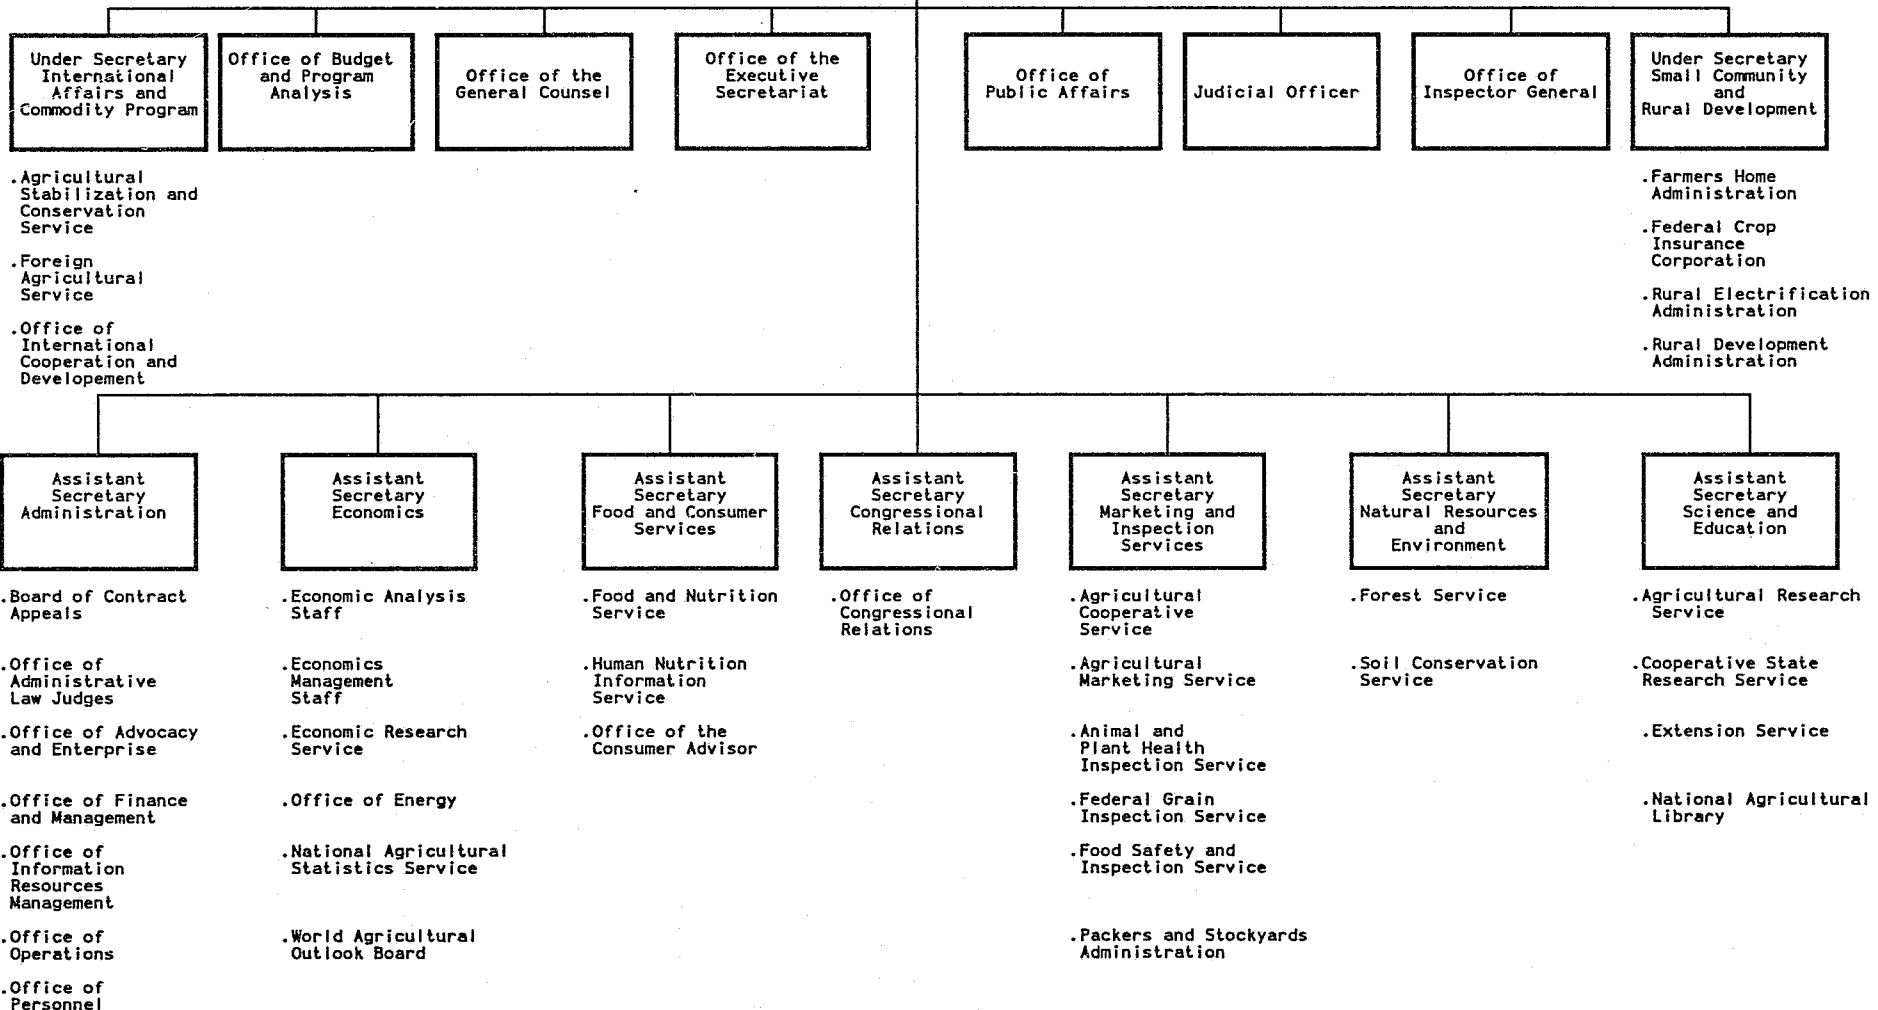 Under Secretary
International
Affairs and
Commodity Program
Office of Budget
and Program
Analysis
Office of the
General Counsel
Office of the
Executive
Secretariat
Office of
Public Affairs
Judicial Officer
Office of
Inspector General
Under Secretary
Small Community
and
Rural Development
.Agricultural
Stabilization and
Conservation
Service
.Foreign
Agricultural
Service
.Office of
International
Cooperation and
Developement
.Farmers Home
Administration
.Federal Crop
Insurance
Corporation
.Rural Electrification
Administration
.Rural Development
Administration
Assistant
Secretary
Administration
Assistant
Secretary
Economics
Assistant
Secretary
Food and Consumer
Services
Assistant
Secretary
Congressional
Relations
Assistant
Secretary
Marketing and
Inspection
Services
Assistant
Secretary
Natural Resources
and
Environment
Assistant
Secretary
Science and
Education
.Board of Contract
Appeals
.Office of
Administrative
Law Judges
.Office of Advocacy
and Enterprise
.Office of Finance
and Management
.Office of
Information
Resources
Management
.Office of
Operations
.Office of
Personnel
.Economic Analysis
Staff
.Economics
Management
Staff
.Economic Research
Service
.Office of Energy
.National Agricultural
Statistics Service
.World Agricultural
Outlook Board
.Food and Nutrition
Service
.Human Nutrition
Information
Service
.Office of the
Consumer Advisor
.Office of
Congressional
Relations
.Agricultural
Cooperative
Service
.Agricultural
Marketing Service
.Animal and
Plant Health
Inspection Service
.Federal Grain
Inspection Service
.Food Safety and
Inspection Service
.Packers and Stockyards
Administration
.Forest Service
.Soil Conservation
Service
.Agricultural Research
Service
.Cooperative State
Research Service
.Extension Service
.National Agricultural
Library